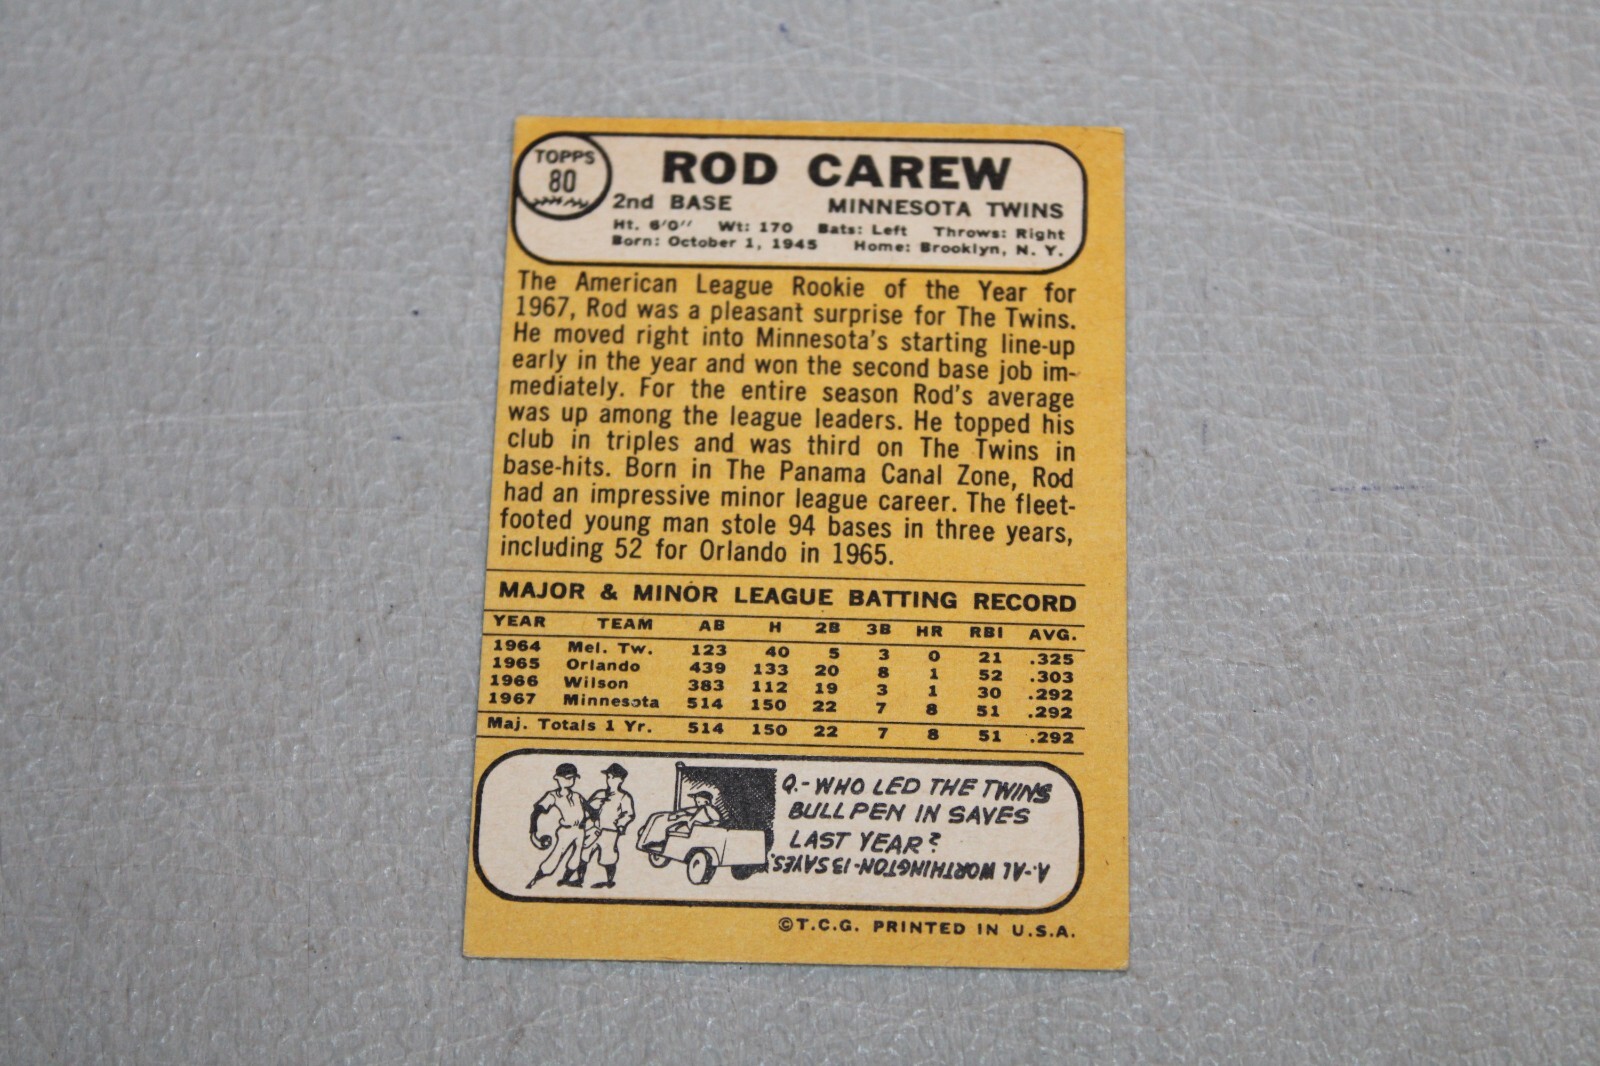 TOPPS
80
ROD CAREW
2nd BASE MINNESOTA TWINS
Ht. 6'0" Wt: 170 Bats: Left Throws: Right
Born: October 1, 1945 Home: Brooklyn, N. Y.
The American League Rookie of the Year for
1967, Rod was a pleasant surprise for The Twins.
He moved right into Minnesota's starting line-up
early in the year and won the second base job im-
mediately. For the entire season Rod's average
was up among the league leaders. He topped his
club in triples and was third on The Twins in
base-hits. Born in The Panama Canal Zone, Rod
had an impressive minor league career. The fleet-
footed young man stole 94 bases in three years,
including 52 for Orlando in 1965.
MAJOR & MINOR LEAGUE BATTING RECORD
YEAR TEAM AB H 2B 3B HR RBI AVG.
1964 Mel. Tw. 123 40 5 3 0 21 .325
1965 Orlando 439 133 20 8 1 52 .303
1966 Wilson 383 112 19 3 1 30 .292
1967 Minnesota 514 150 22 7 8 51 .292
Maj. Totals 1 Yr. 514 150 22 7 8 51 .292
Q.-WHO LED THE TWINS
BULLPEN IN SAVES
LAST YEAR?
A-AL WORTHINGTON-13 SAVES.
©T.C.G. PRINTED IN U.S.A.